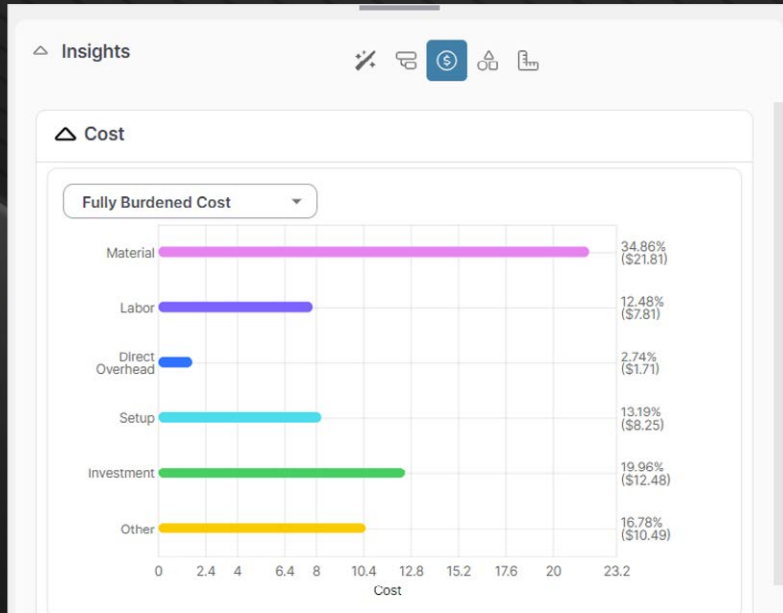 Insights
Cost
Fully Burdened Cost
Material
34.86%
($21.81)
Labor
12.48%
($7.81)
Direct
Overhead
2.74%
($1.71)
Setup
13.19%
($8.25)
Investment
19.96%
($12.48)
Other
16.78%
($10.49)
0 2.4 4 6.4 8 10.4 12.8 15.2 17.6 20 23.2
Cost